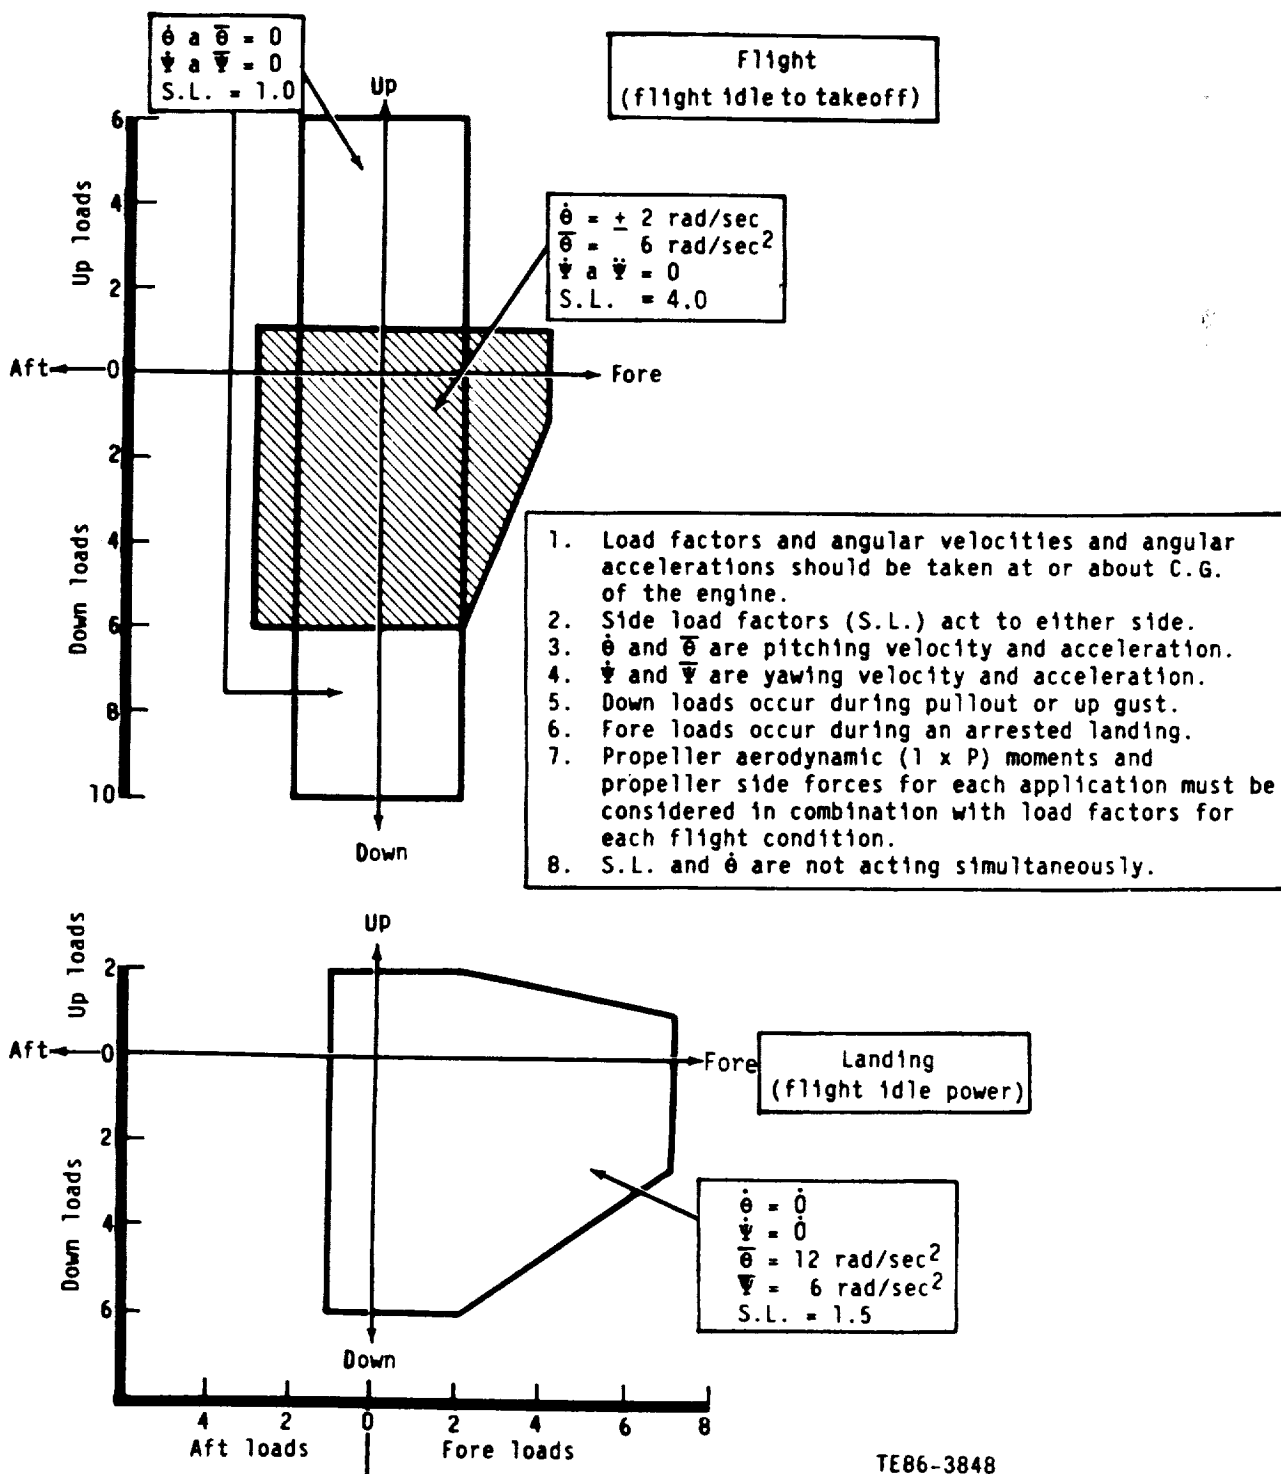 θ̇ a θ̅ = 0
Ψ̇ a Ψ̅ = 0
S.L. = 1.0
Flight
(flight idle to takeoff)
Up
6
4
2
0
2
4
6
8
10
Up loads
Down loads
Aft
Fore
Down
θ̇ = ± 2 rad/sec
θ̅ = 6 rad/sec²
Ψ̇ a Ψ̈ = 0
S.L. = 4.0
1. Load factors and angular velocities and angular
accelerations should be taken at or about C.G.
of the engine.
2. Side load factors (S.L.) act to either side.
3. θ̇ and θ̅ are pitching velocity and acceleration.
4. Ψ̇ and Ψ̅ are yawing velocity and acceleration.
5. Down loads occur during pullout or up gust.
6. Fore loads occur during an arrested landing.
7. Propeller aerodynamic (1 x P) moments and
propeller side forces for each application must be
considered in combination with load factors for
each flight condition.
8. S.L. and θ̇ are not acting simultaneously.
Up
2
0
2
4
6
Up loads
Down loads
Aft
Fore
Landing
(flight idle power)
θ̇ = 0̇
Ψ̇ = 0̇
θ̅ = 12 rad/sec²
Ψ̅ = 6 rad/sec²
S.L. = 1.5
Down
4 2 0 2 4 6 8
Aft loads Fore loads
TE86-3848